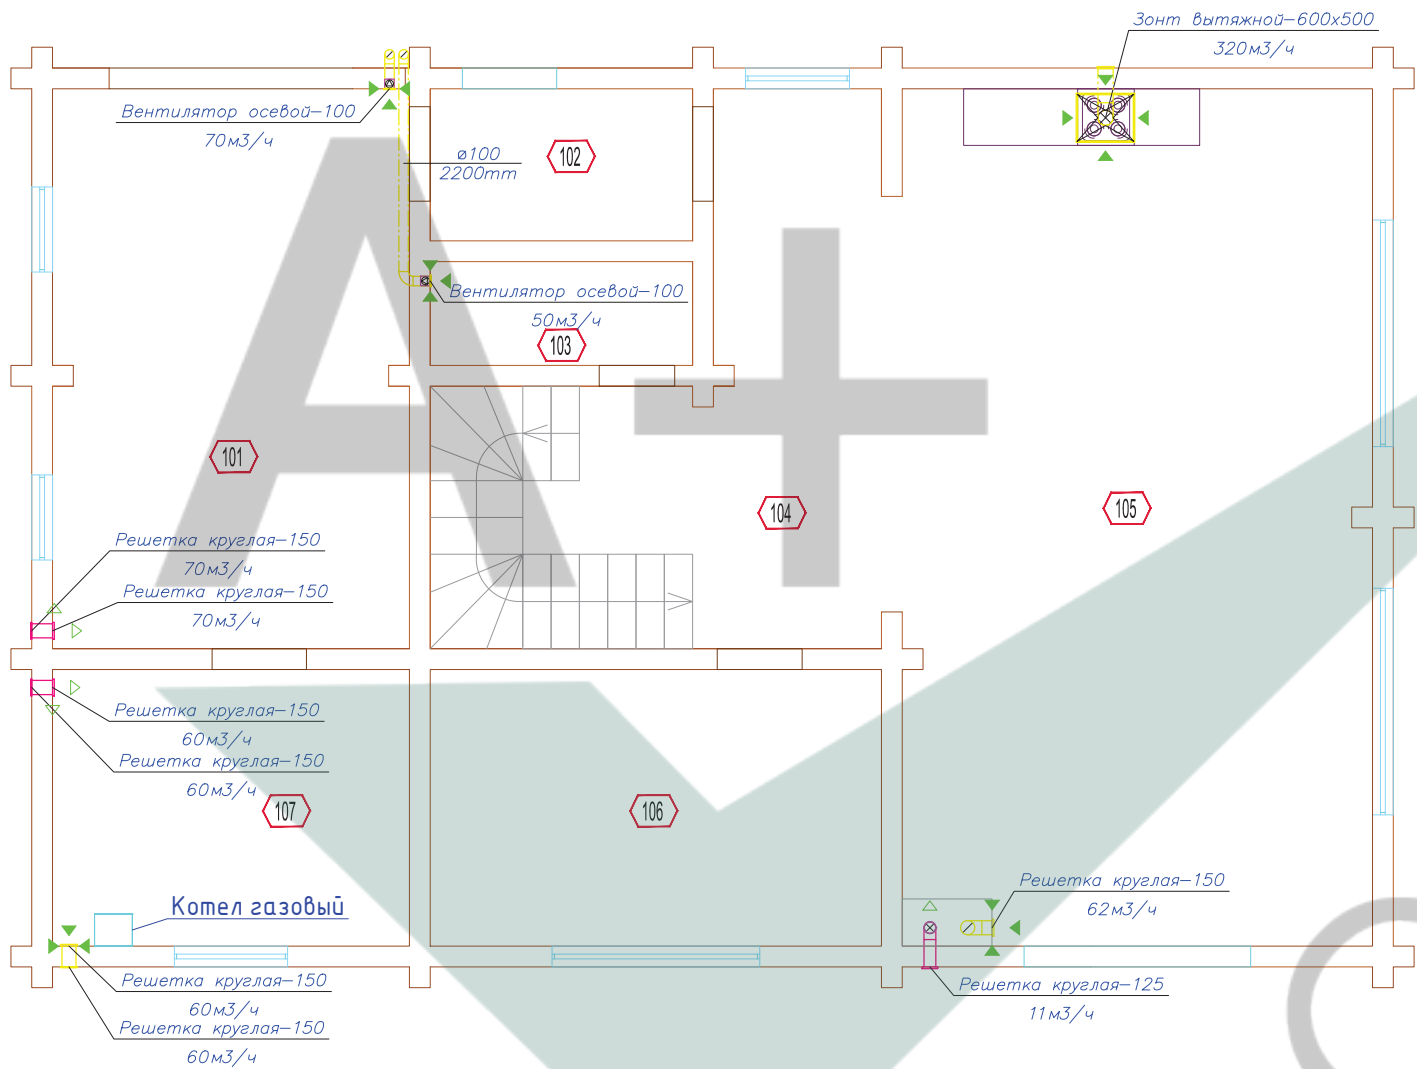 Зонт вытяжной-600x500
320м3/ч
Вентилятор осевой-100
70м3/ч
ø100
2200mm
102
Вентилятор осевой-100
50м3/ч
103
A+
101
104
105
Решетка круглая-150
70м3/ч
Решетка круглая-150
70м3/ч
Решетка круглая-150
60м3/ч
Решетка круглая-150
60м3/ч
107
106
Котел газовый
Решетка круглая-150
62м3/ч
Решетка круглая-150
60м3/ч
Решетка круглая-150
60м3/ч
Решетка круглая-125
11м3/ч